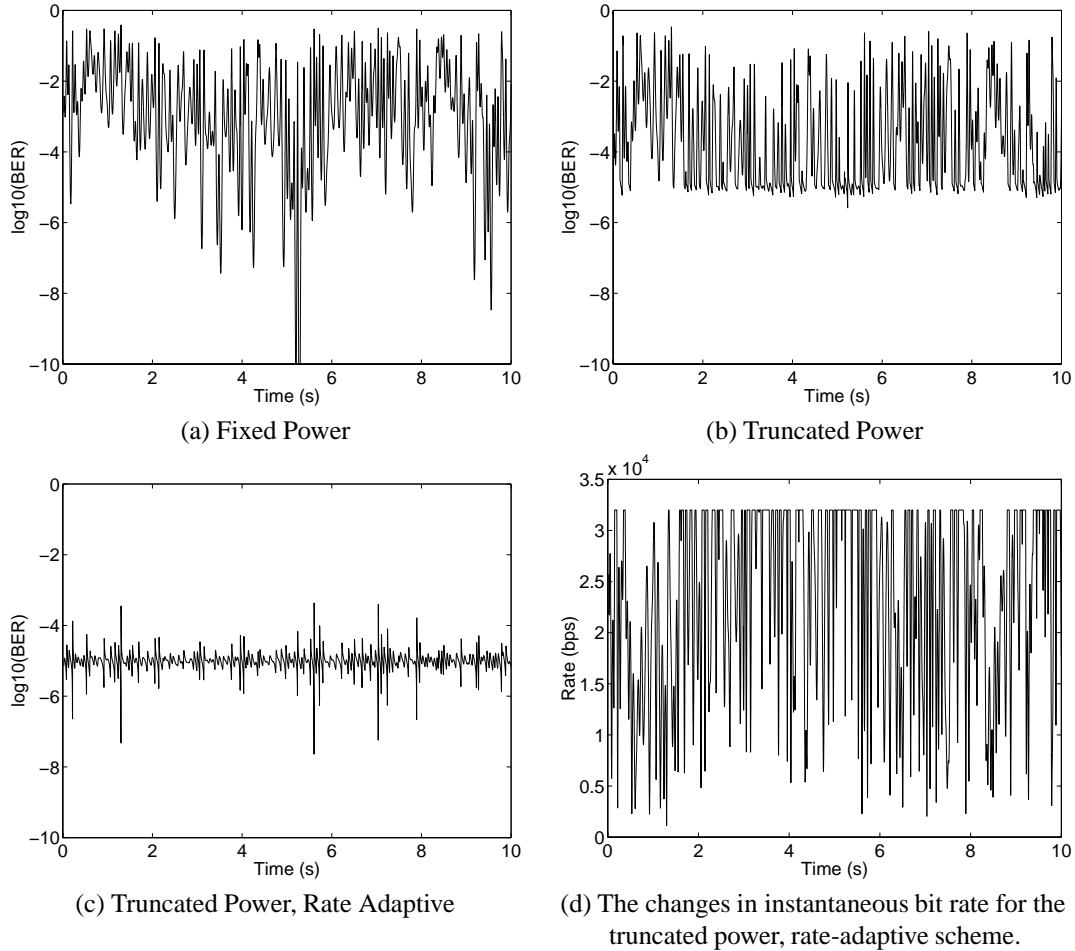 0
−2
−4
−6
−8
−10
log10(BER)
0 2 4 6 8 10
Time (s)
(a) Fixed Power
0
−2
−4
−6
−8
−10
log10(BER)
0 2 4 6 8 10
Time (s)
(b) Truncated Power
0
−2
−4
−6
−8
−10
log10(BER)
0 2 4 6 8 10
Time (s)
(c) Truncated Power, Rate Adaptive
x 10^4
3.5
3
2.5
2
1.5
1
0.5
0
Rate (bps)
0 2 4 6 8 10
Time (s)
(d) The changes in instantaneous bit rate for the
truncated power, rate-adaptive scheme.